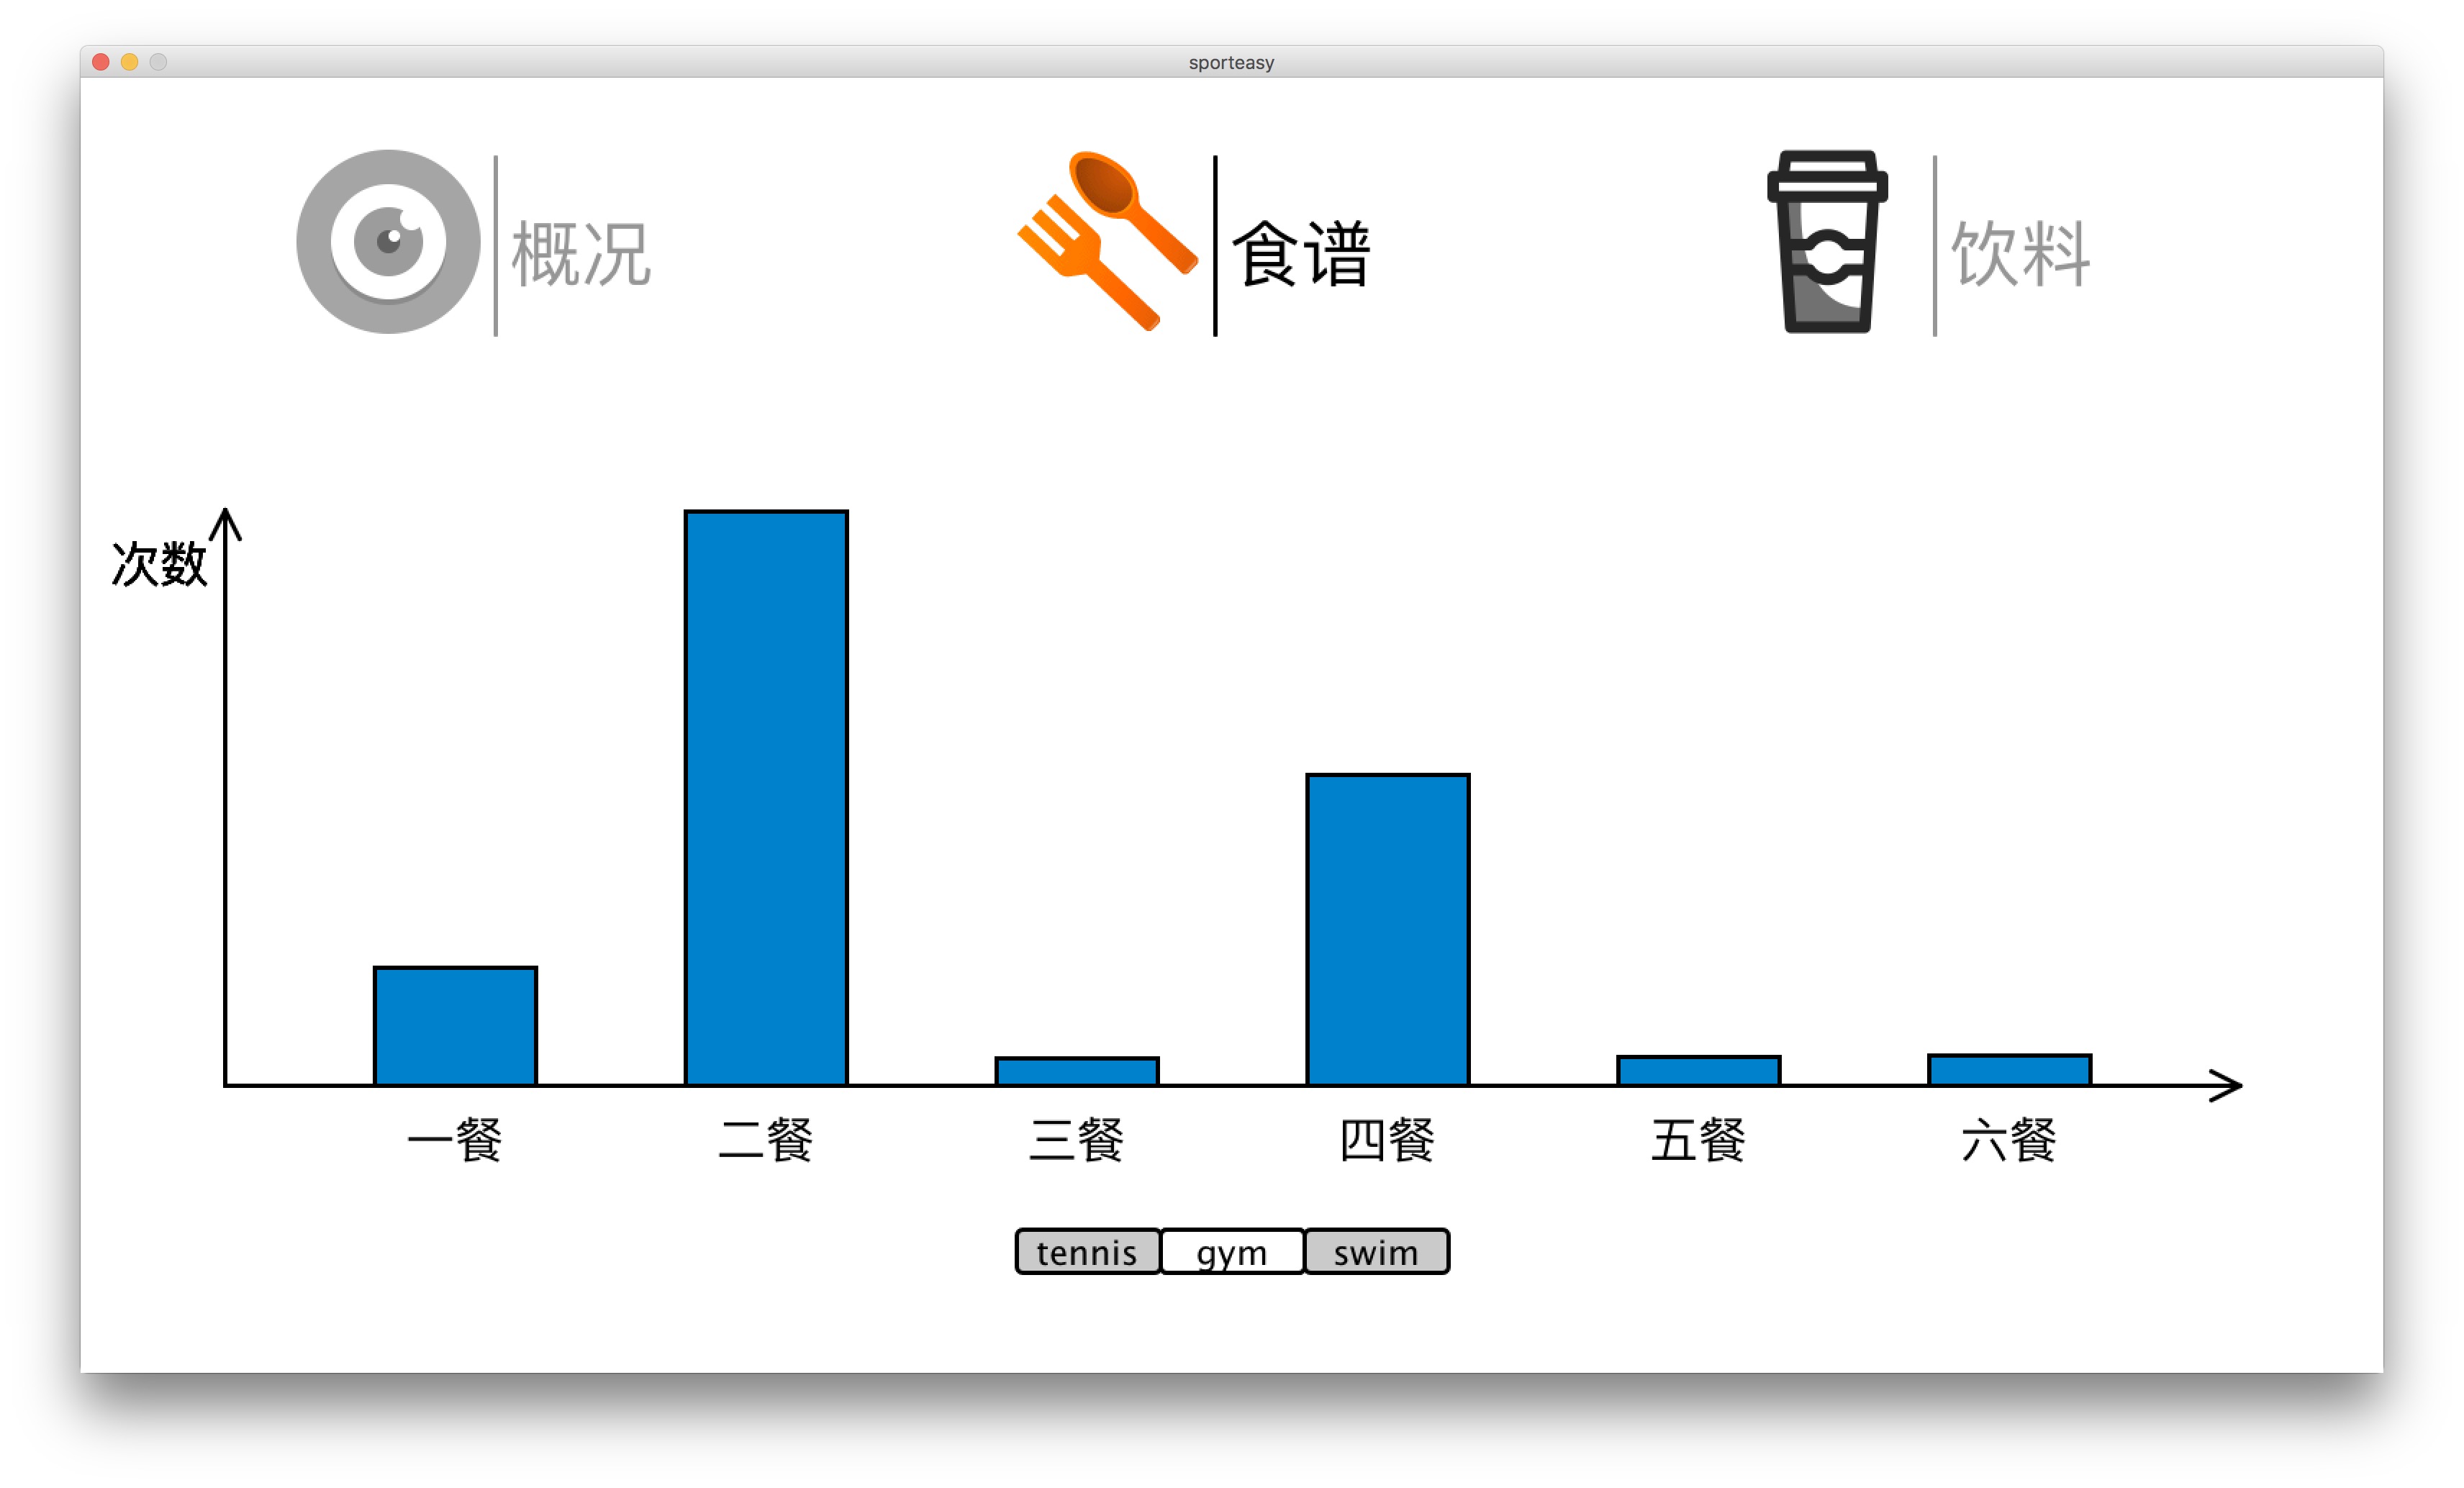 sporteasy
概况
食谱
饮料
次数
一餐 二餐 三餐 四餐 五餐 六餐
tennis gym swim